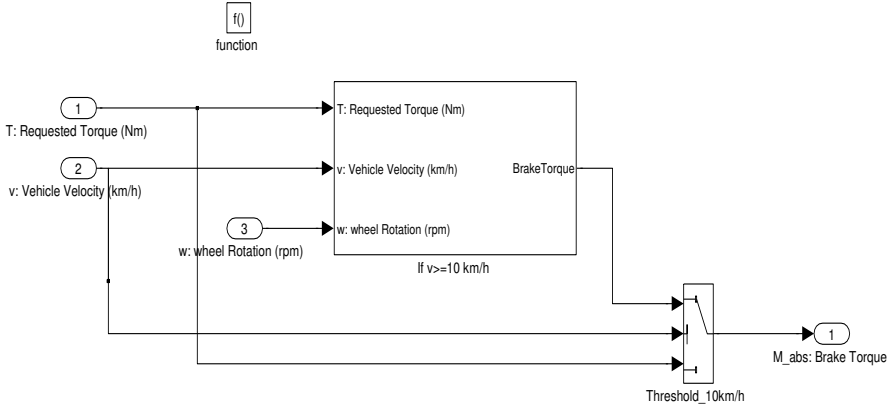 f()
function
1
T: Requested Torque (Nm)
T: Requested Torque (Nm)
2
v: Vehicle Velocity (km/h)
v: Vehicle Velocity (km/h)
BrakeTorque
3
w: wheel Rotation (rpm)
w: wheel Rotation (rpm)
If v>=10 km/h
1
M_abs: Brake Torque
Threshold_10km/h